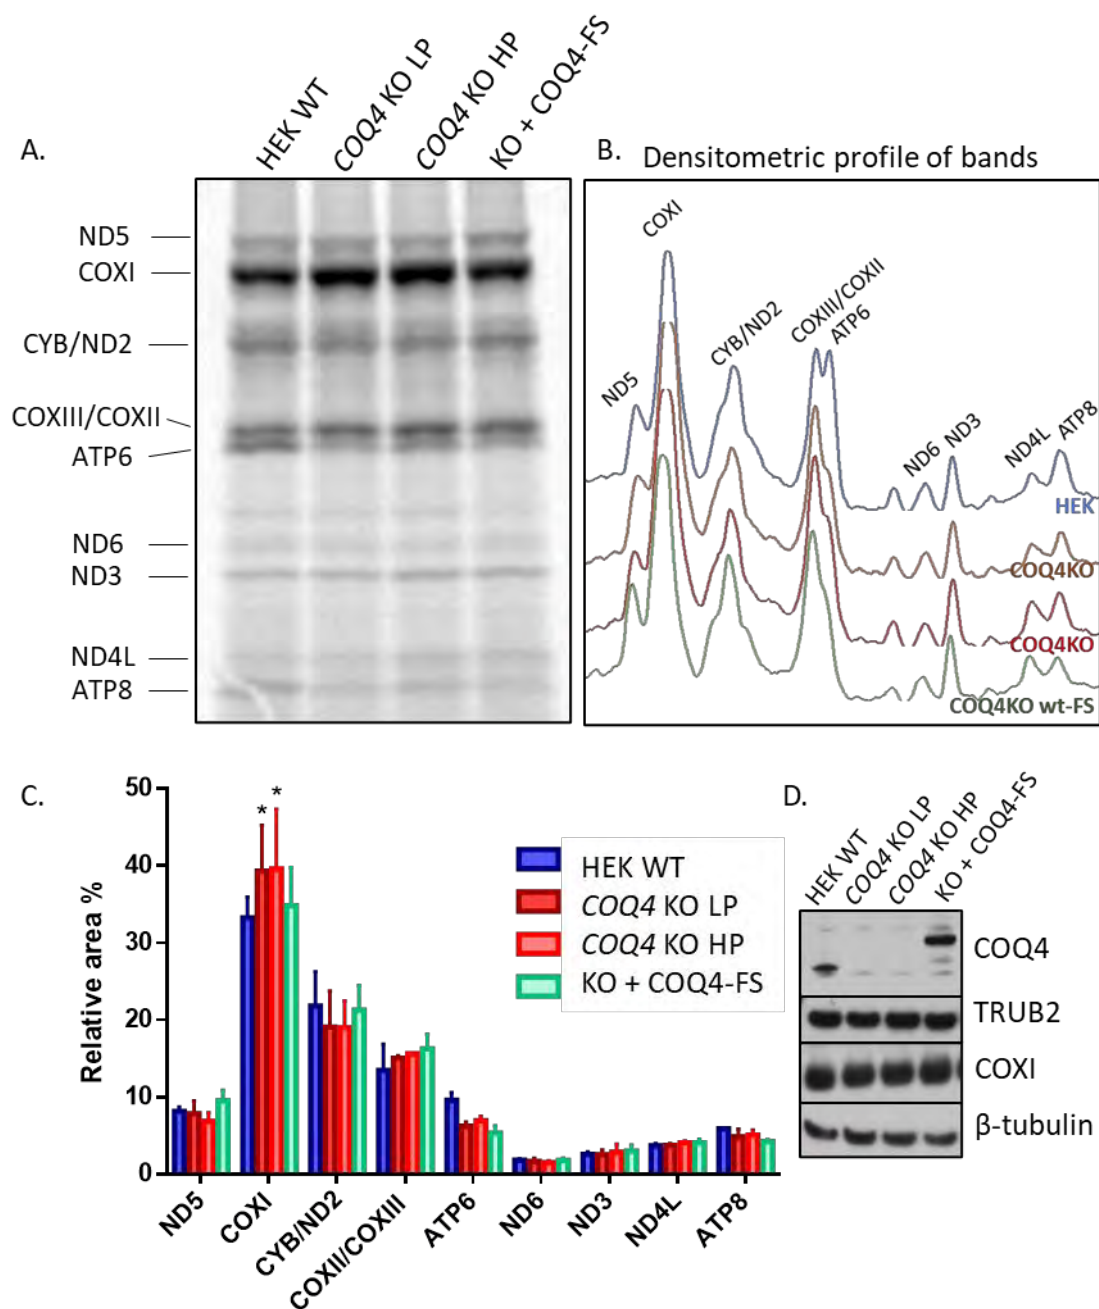 A.
HEK WT
COQ4 KO LP
COQ4 KO HP
KO + COQ4-FS
ND5
COXI
CYB/ND2
COXIII/COXII
ATP6
ND6
ND3
ND4L
ATP8
B. Densitometric profile of bands
ND5
COXI
CYB/ND2
COXIII/COXII
ATP6
ND6
ND3
ND4L
ATP8
HEK
COQ4KO
COQ4KO
COQ4KO wt-FS
C.
Relative area %
50
40
30
20
10
0
* *
HEK WT
COQ4 KO LP
COQ4 KO HP
KO + COQ4-FS
ND5
COXI
CYB/ND2
COXII/COXIII
ATP6
ND6
ND3
ND4L
ATP8
D.
HEK WT
COQ4 KO LP
COQ4 KO HP
KO + COQ4-FS
COQ4
TRUB2
COXI
β-tubulin